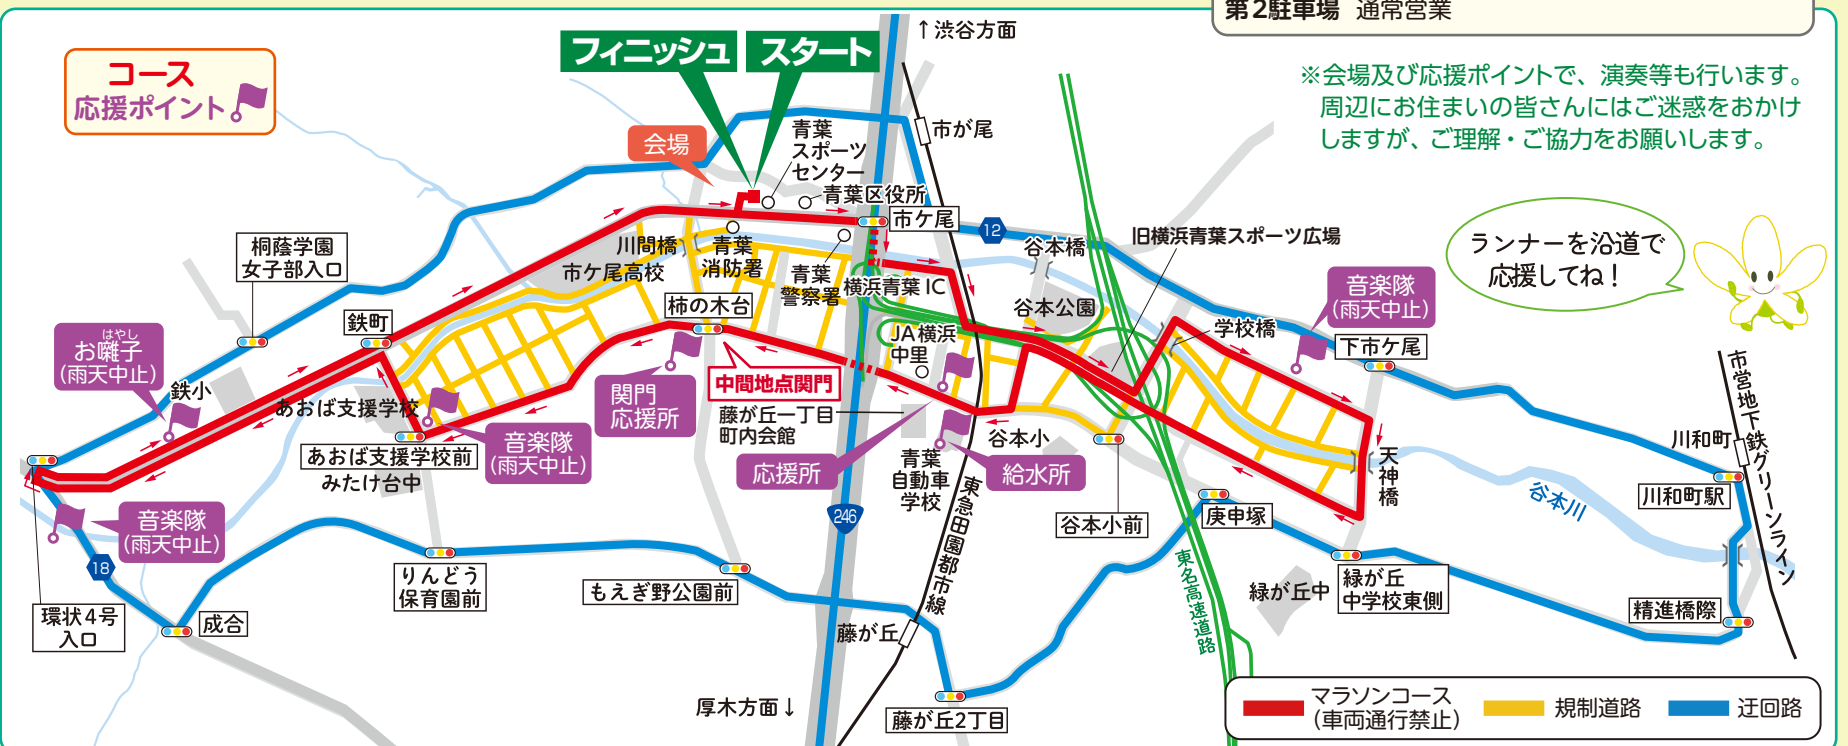 第2駐車場 通常営業
コース
応援ポイント
フィニッシュ
スタート
↑渋谷方面
※会場及び応援ポイントで、演奏等も行います。
周辺にお住まいの皆さんにはご迷惑をおかけ
しますが、ご理解・ご協力をお願いします。
会場
青葉
スポーツ
センター
青葉区役所
市が尾
市ケ尾
12
谷本橋
旧横浜青葉スポーツ広場
ランナーを沿道で
応援してね！
桐蔭学園
女子部入口
川間橋
市ケ尾高校
青葉
消防署
青葉
警察署
横浜青葉 IC
谷本公園
音楽隊
(雨天中止)
学校橋
下市ケ尾
柿の木台
鉄町
はやし
お囃子
(雨天中止)
鉄小
JA横浜
中里
中間地点関門
関門
応援所
藤が丘一丁目
町内会館
あおば支援学校
音楽隊
(雨天中止)
あおば支援学校前
みたけ台中
応援所
青葉
自動車
学校
谷本小
給水所
谷本小前
天神橋
市営地下鉄グリーンライン
川和町
川和町駅
谷本川
庚申塚
246
東急田園都市線
東名高速道路
音楽隊
(雨天中止)
18
環状4号
入口
成合
りんどう
保育園前
もえぎ野公園前
藤が丘
緑が丘中
緑が丘
中学校東側
精進橋際
厚木方面↓
藤が丘2丁目
マラソンコース
(車両通行禁止)
規制道路
迂回路